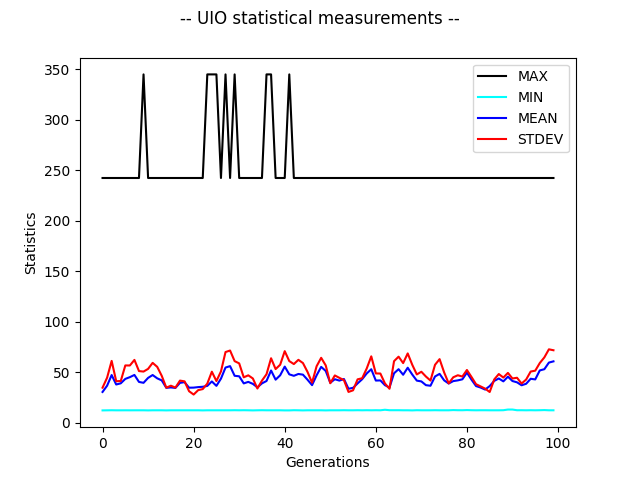 -- UIO statistical measurements --
350
300
250
200
150
100
50
0
Statistics
MAX
MIN
MEAN
STDEV
0 20 40 60 80 100
Generations